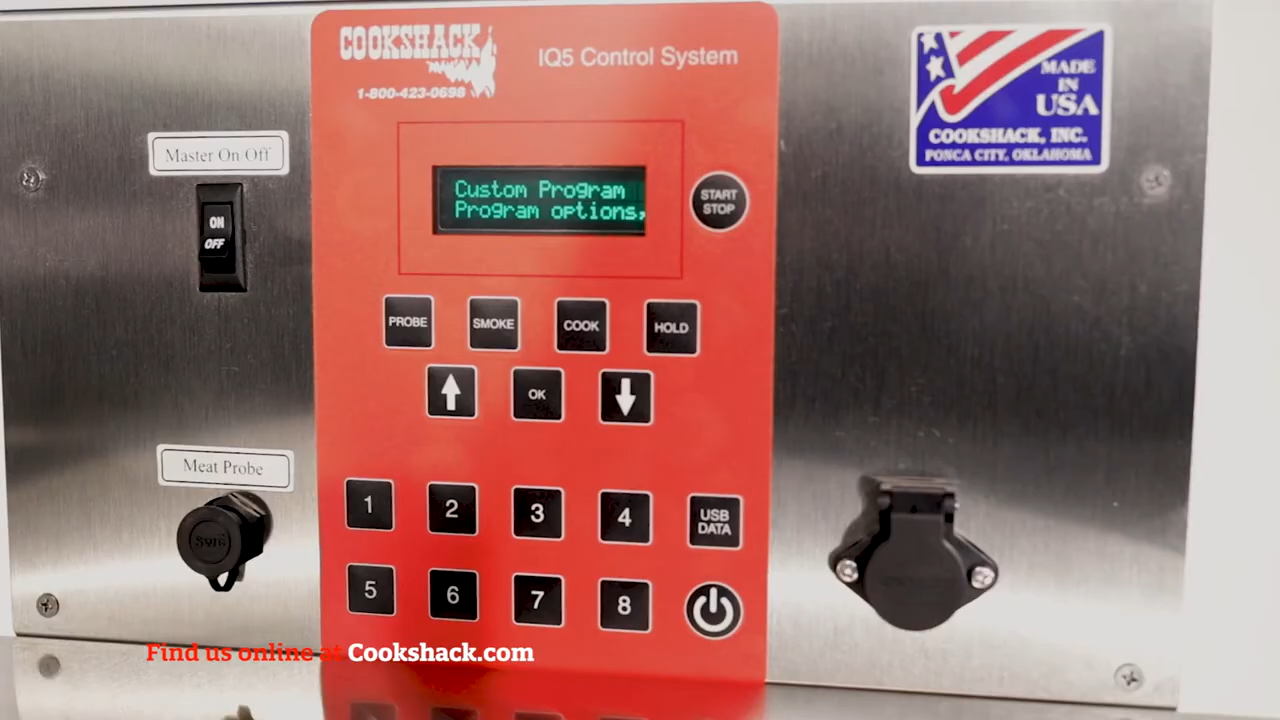 COOKSHACK
1-800-423-0698
IQ5 Control System
MADE
IN
USA
COOKSHACK, INC.
PONCA CITY, OKLAHOMA
Master On Off
ON
OFF
Custom Program
Program options,
START
STOP
PROBE
SMOKE
COOK
HOLD
OK
Meat Probe
1
2
3
4
USB
DATA
5
6
7
8
Find us online at Cookshack.com